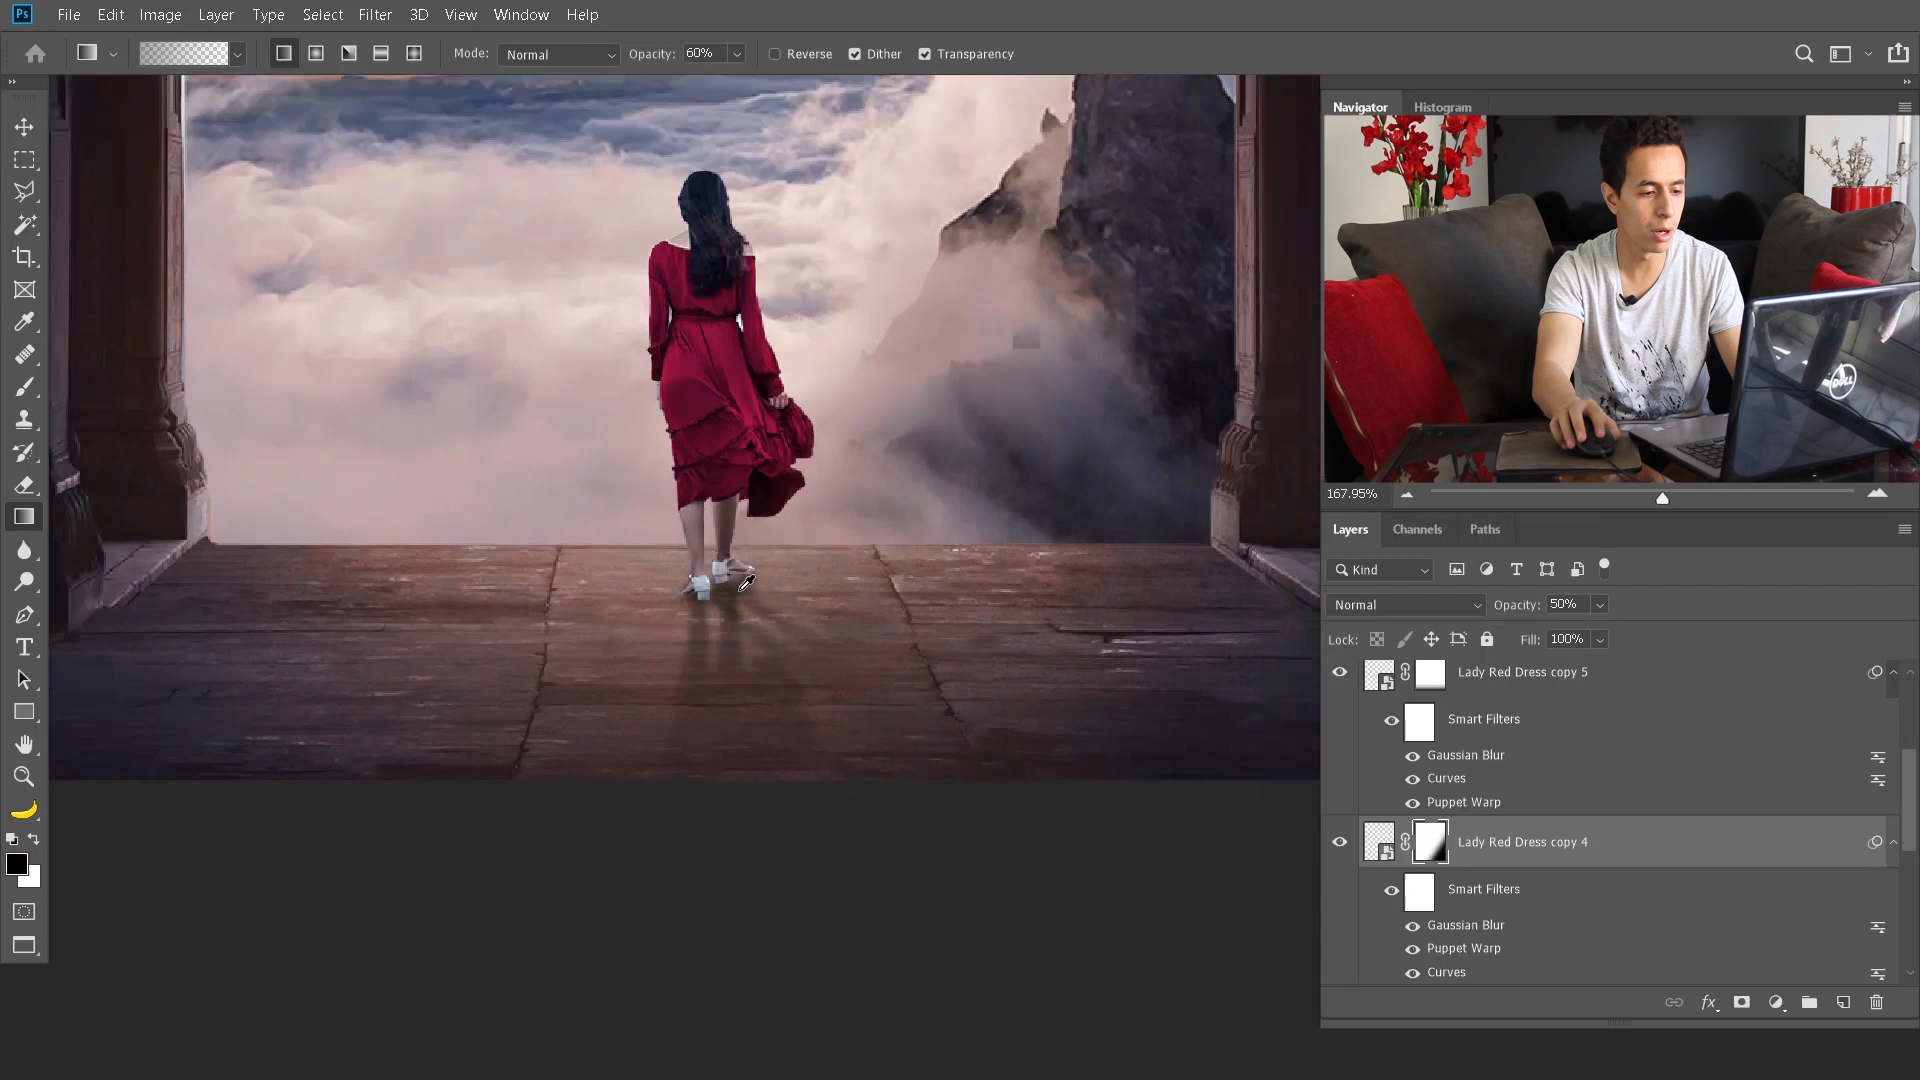 Ps File Edit Image Layer Type Select Filter 3D View Window Help
Mode: Normal Opacity: 60% Reverse Dither Transparency
Navigator Histogram
DELL
167.95%
Layers Channels Paths
Kind
Normal Opacity: 50%
Lock: Fill: 100%
Lady Red Dress copy 5
Smart Filters
Gaussian Blur
Curves
Puppet Warp
Lady Red Dress copy 4
Smart Filters
Gaussian Blur
Puppet Warp
Curves
fx